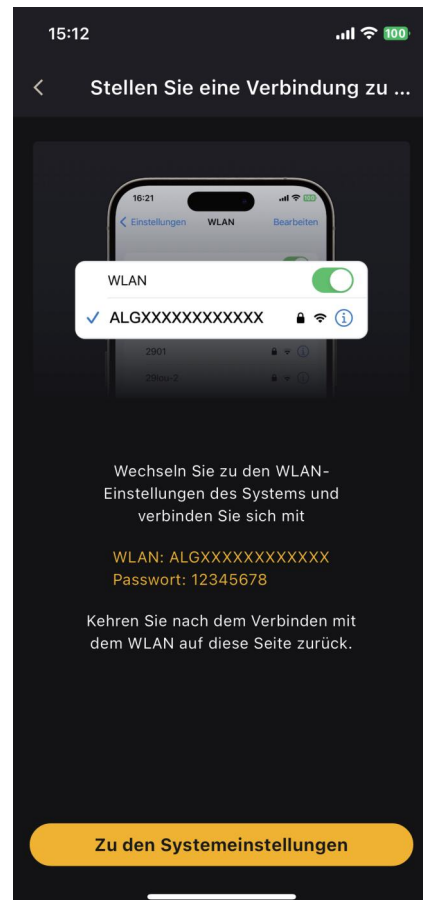 15:12
100
Stellen Sie eine Verbindung zu ...
16:21
Einstellungen WLAN Bearbeiten
WLAN
ALGXXXXXXXXXXXX
2901
Wechseln Sie zu den WLAN-
Einstellungen des Systems und
verbinden Sie sich mit
WLAN: ALGXXXXXXXXXXXX
Passwort: 12345678
Kehren Sie nach dem Verbinden mit
dem WLAN auf diese Seite zurück.
Zu den Systemeinstellungen